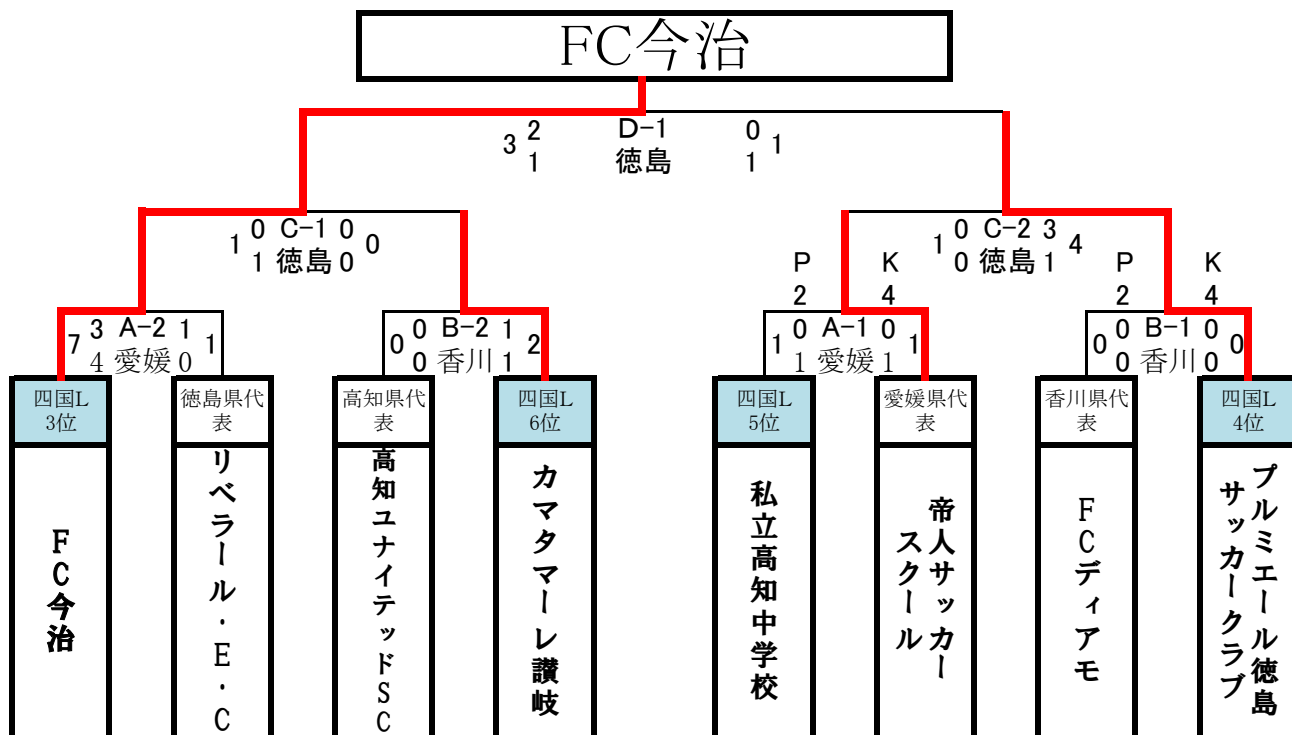 FC今治
3 2 D-1 0 1
1 徳島 1
1 0 C-1 0 0
1 徳島 0
1 0 C-2 3 4
0 徳島 1
P K
2 4
P K
2 4
7 3 A-2 1 1
4 愛媛 0
0 0 B-2 1 2
0 香川 1
1 0 A-1 0 1
1 愛媛 1
0 0 B-1 0 0
0 香川 0
四国L
3位
徳島県代
表
高知県代
表
四国L
6位
四国L
5位
愛媛県代
表
香川県代
表
四国L
4位
FC今治
リベラール・E・C
高知ユナイテッドSC
カマタマーレ讃岐
私立高知中学校
帝人サッカー
スクール
FCディアモ
プルミエール徳島
サッカークラブ